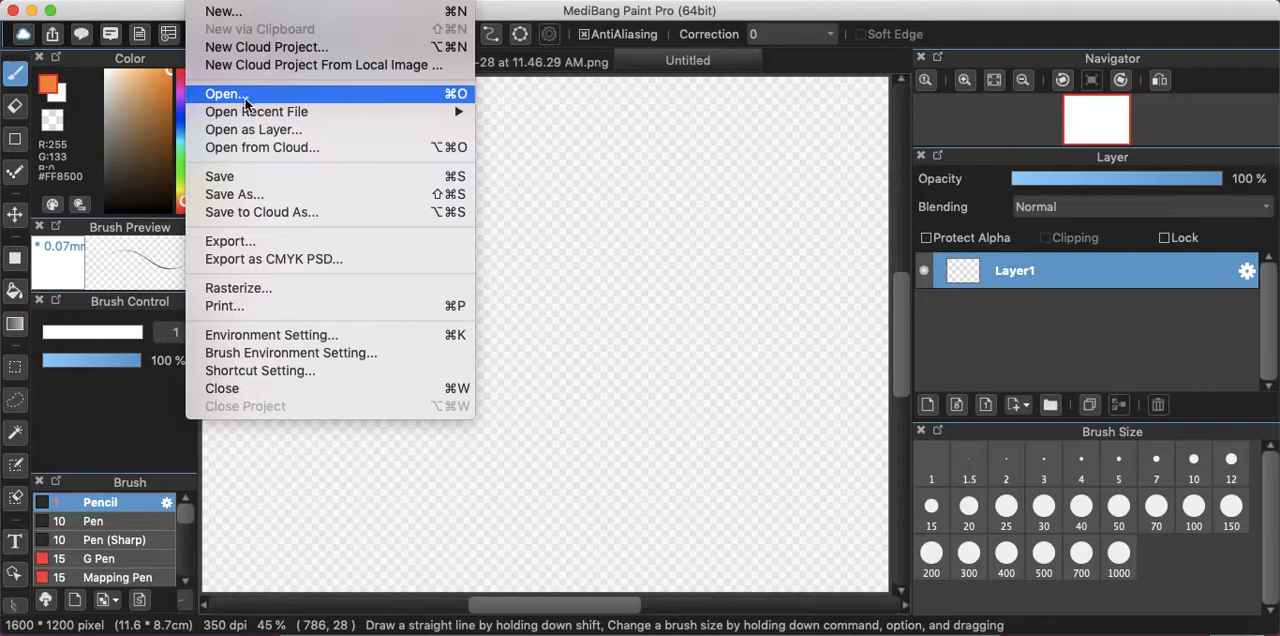 MediBang Paint Pro (64bit)
New... ⌘N
New via Clipboard ⇧⌘N
New Cloud Project... ⌥⌘N
New Cloud Project From Local Image ...
Open... ⌘O
Open Recent File ▶
Open as Layer...
Open from Cloud... ⌥⌘O
Save ⌘S
Save As... ⇧⌘S
Save to Cloud As... ⌥⌘S
Export...
Export as CMYK PSD...
Rasterize...
Print... ⌘P
Environment Setting... ⌘K
Brush Environment Setting...
Shortcut Setting...
Close ⌘W
Close Project ⌥⌘W
AntiAliasing Correction 0 Soft Edge
-28 at 11.46.29 AM.png Untitled
Color
R:255
G:133
B:0
#FF8500
Brush Preview
* 0.07mm
Brush Control
1
100 %
Brush
1 Pencil
10 Pen
10 Pen (Sharp)
15 G Pen
15 Mapping Pen
T
Navigator
Layer
Opacity 100 %
Blending Normal
Protect Alpha Clipping Lock
Layer1
8 1
Brush Size
1 1.5 2 3 4 5 7 10 12
15 20 25 30 40 50 70 100 150
200 300 400 500 700 1000
1600 * 1200 pixel (11.6 * 8.7cm) 350 dpi 45 % ( 786, 28 ) Draw a straight line by holding down shift, Change a brush size by holding down command, option, and dragging